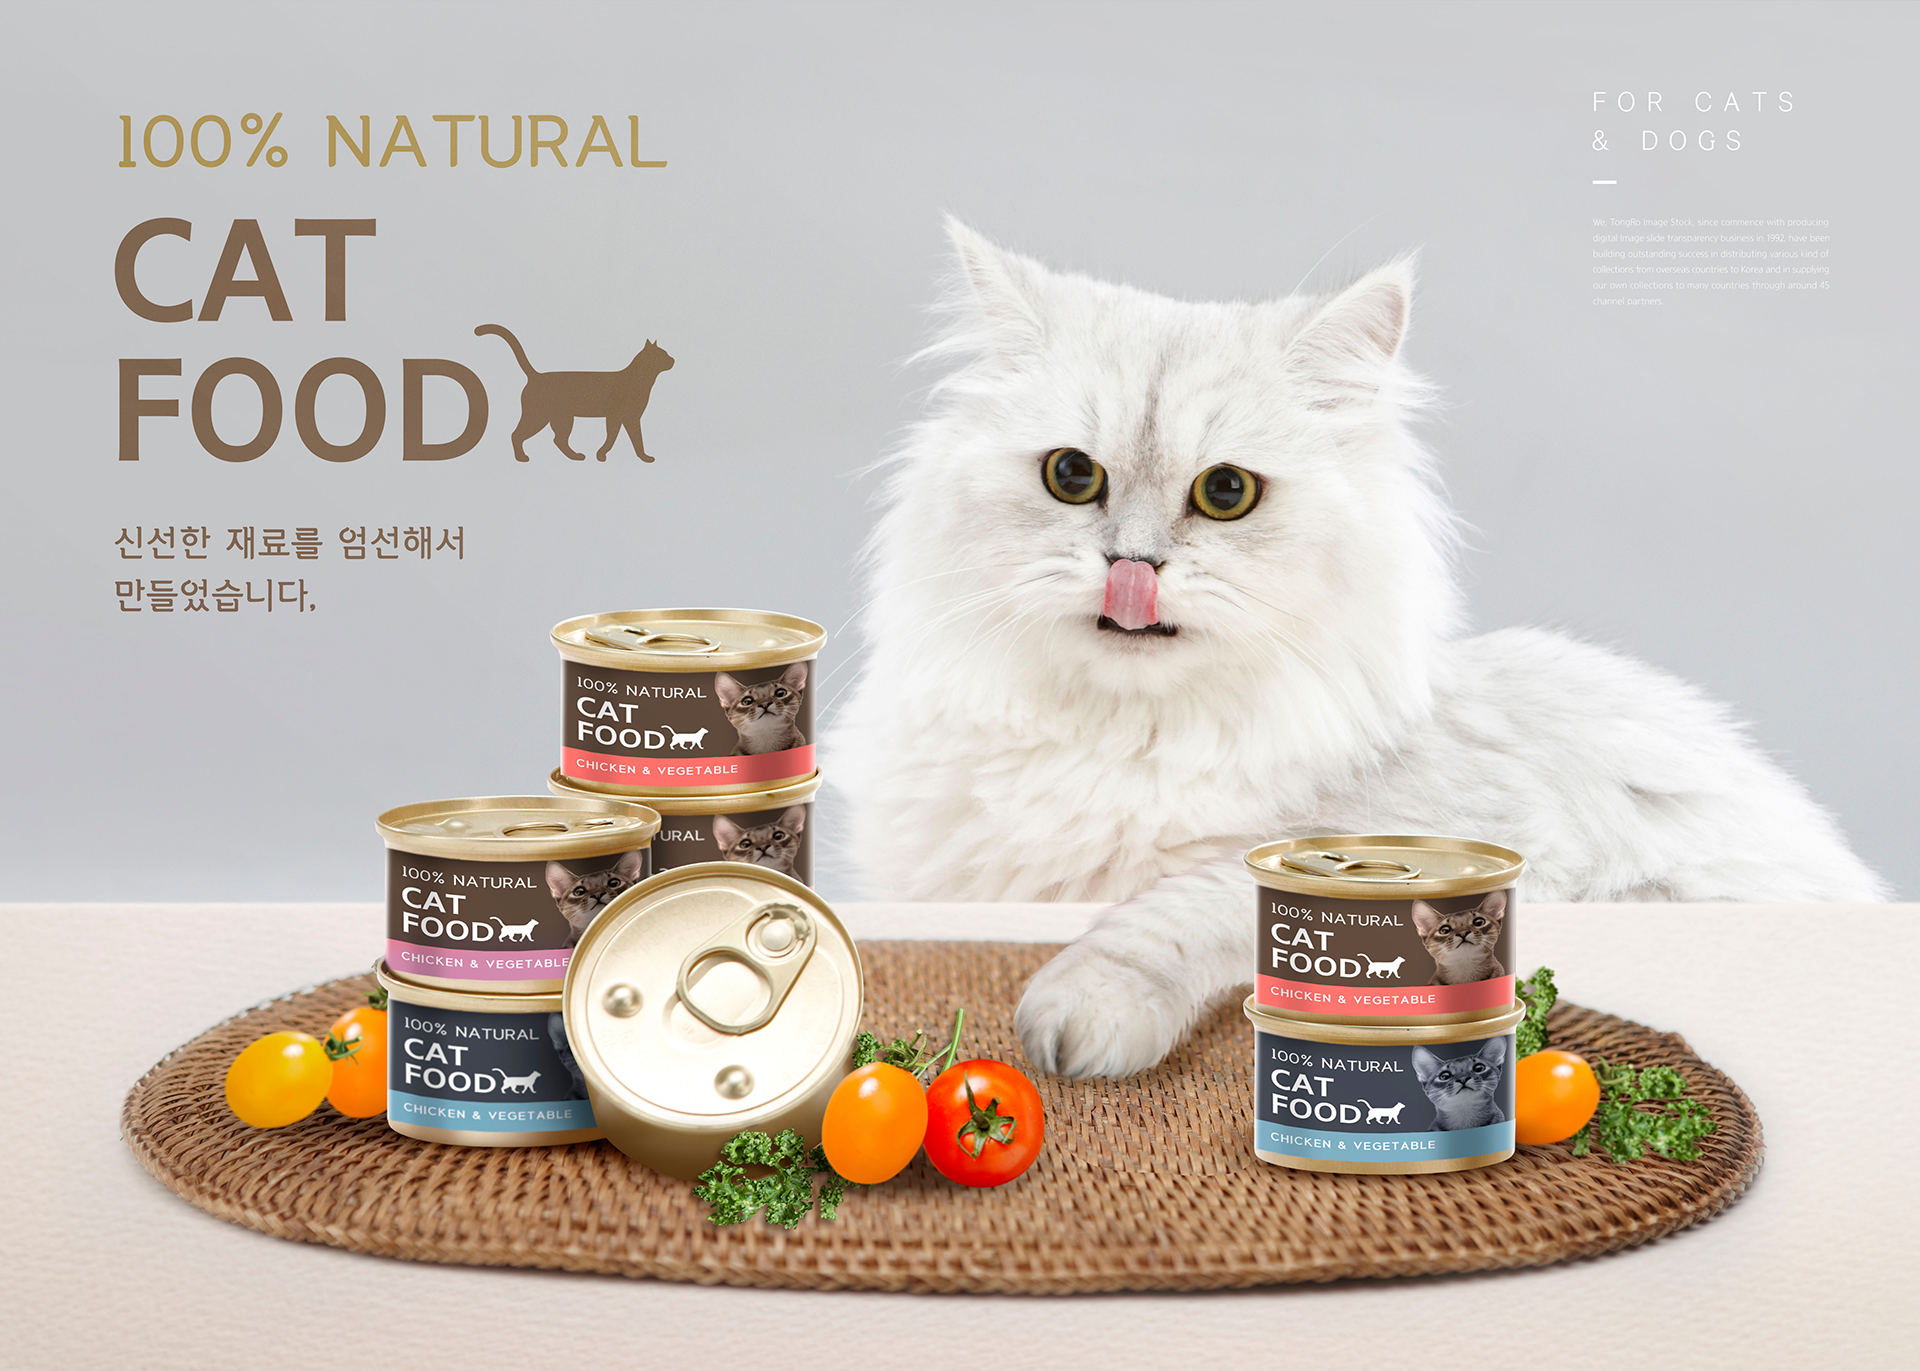 100% NATURAL
CAT
FOOD
신선한 재료를 엄선해서
만들었습니다,
FOR CATS
& DOGS
We, TongRo Image Stock, since commence with producing
digital Image slide transparency business in 1992, have been
building outstanding success in distributing various kind of
collections from overseas countries to Korea and in supplying
our own collections to many countries through around 45
channel partners.
100% NATURAL
CAT
FOOD
CHICKEN & VEGETABLE
URAL
100% NATURAL
CAT
FOOD
CHICKEN & VEGETABLE
100% NATURAL
CAT
FOOD
CHICKEN & VEGETABLE
100% NATURAL
CAT
FOOD
CHICKEN & VEGETABLE
100% NATURAL
CAT
FOOD
CHICKEN & VEGETABLE